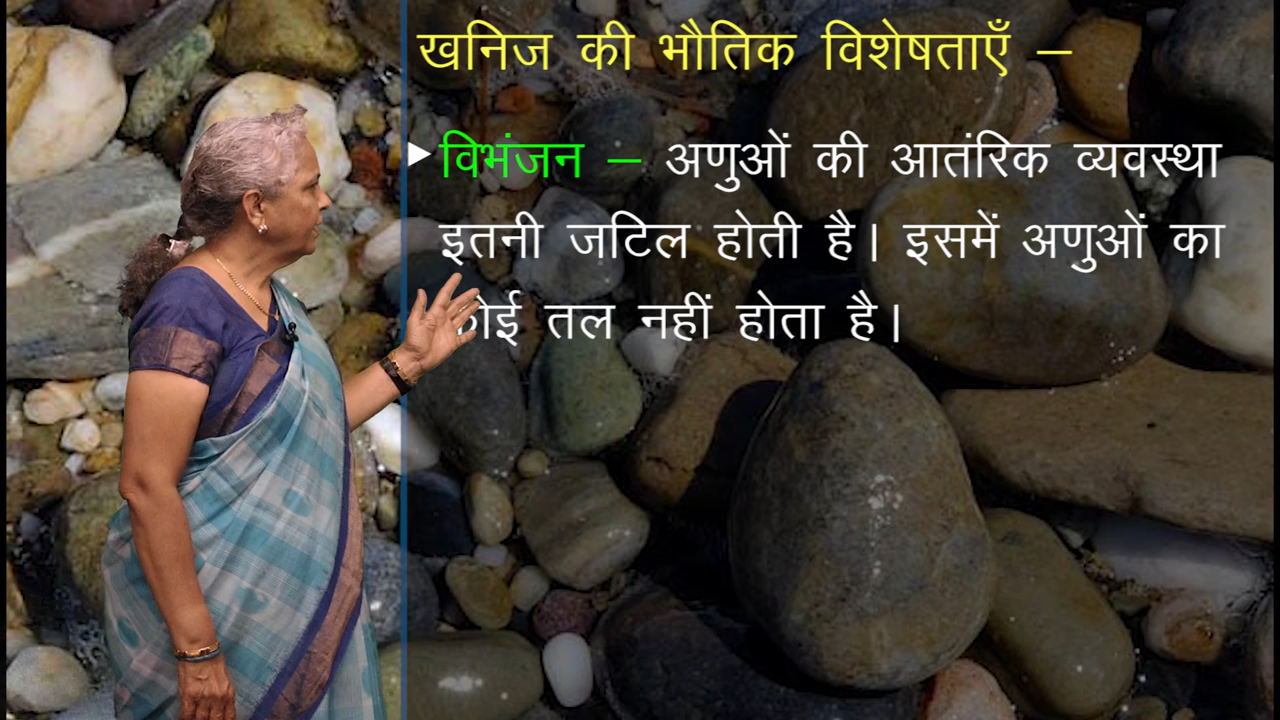 खनिज की भौतिक विशेषताएँ –
विभंजन – अणुओं की आतंरिक व्यवस्था
इतनी जटिल होती है। इसमें अणुओं का
तल नहीं होता है।